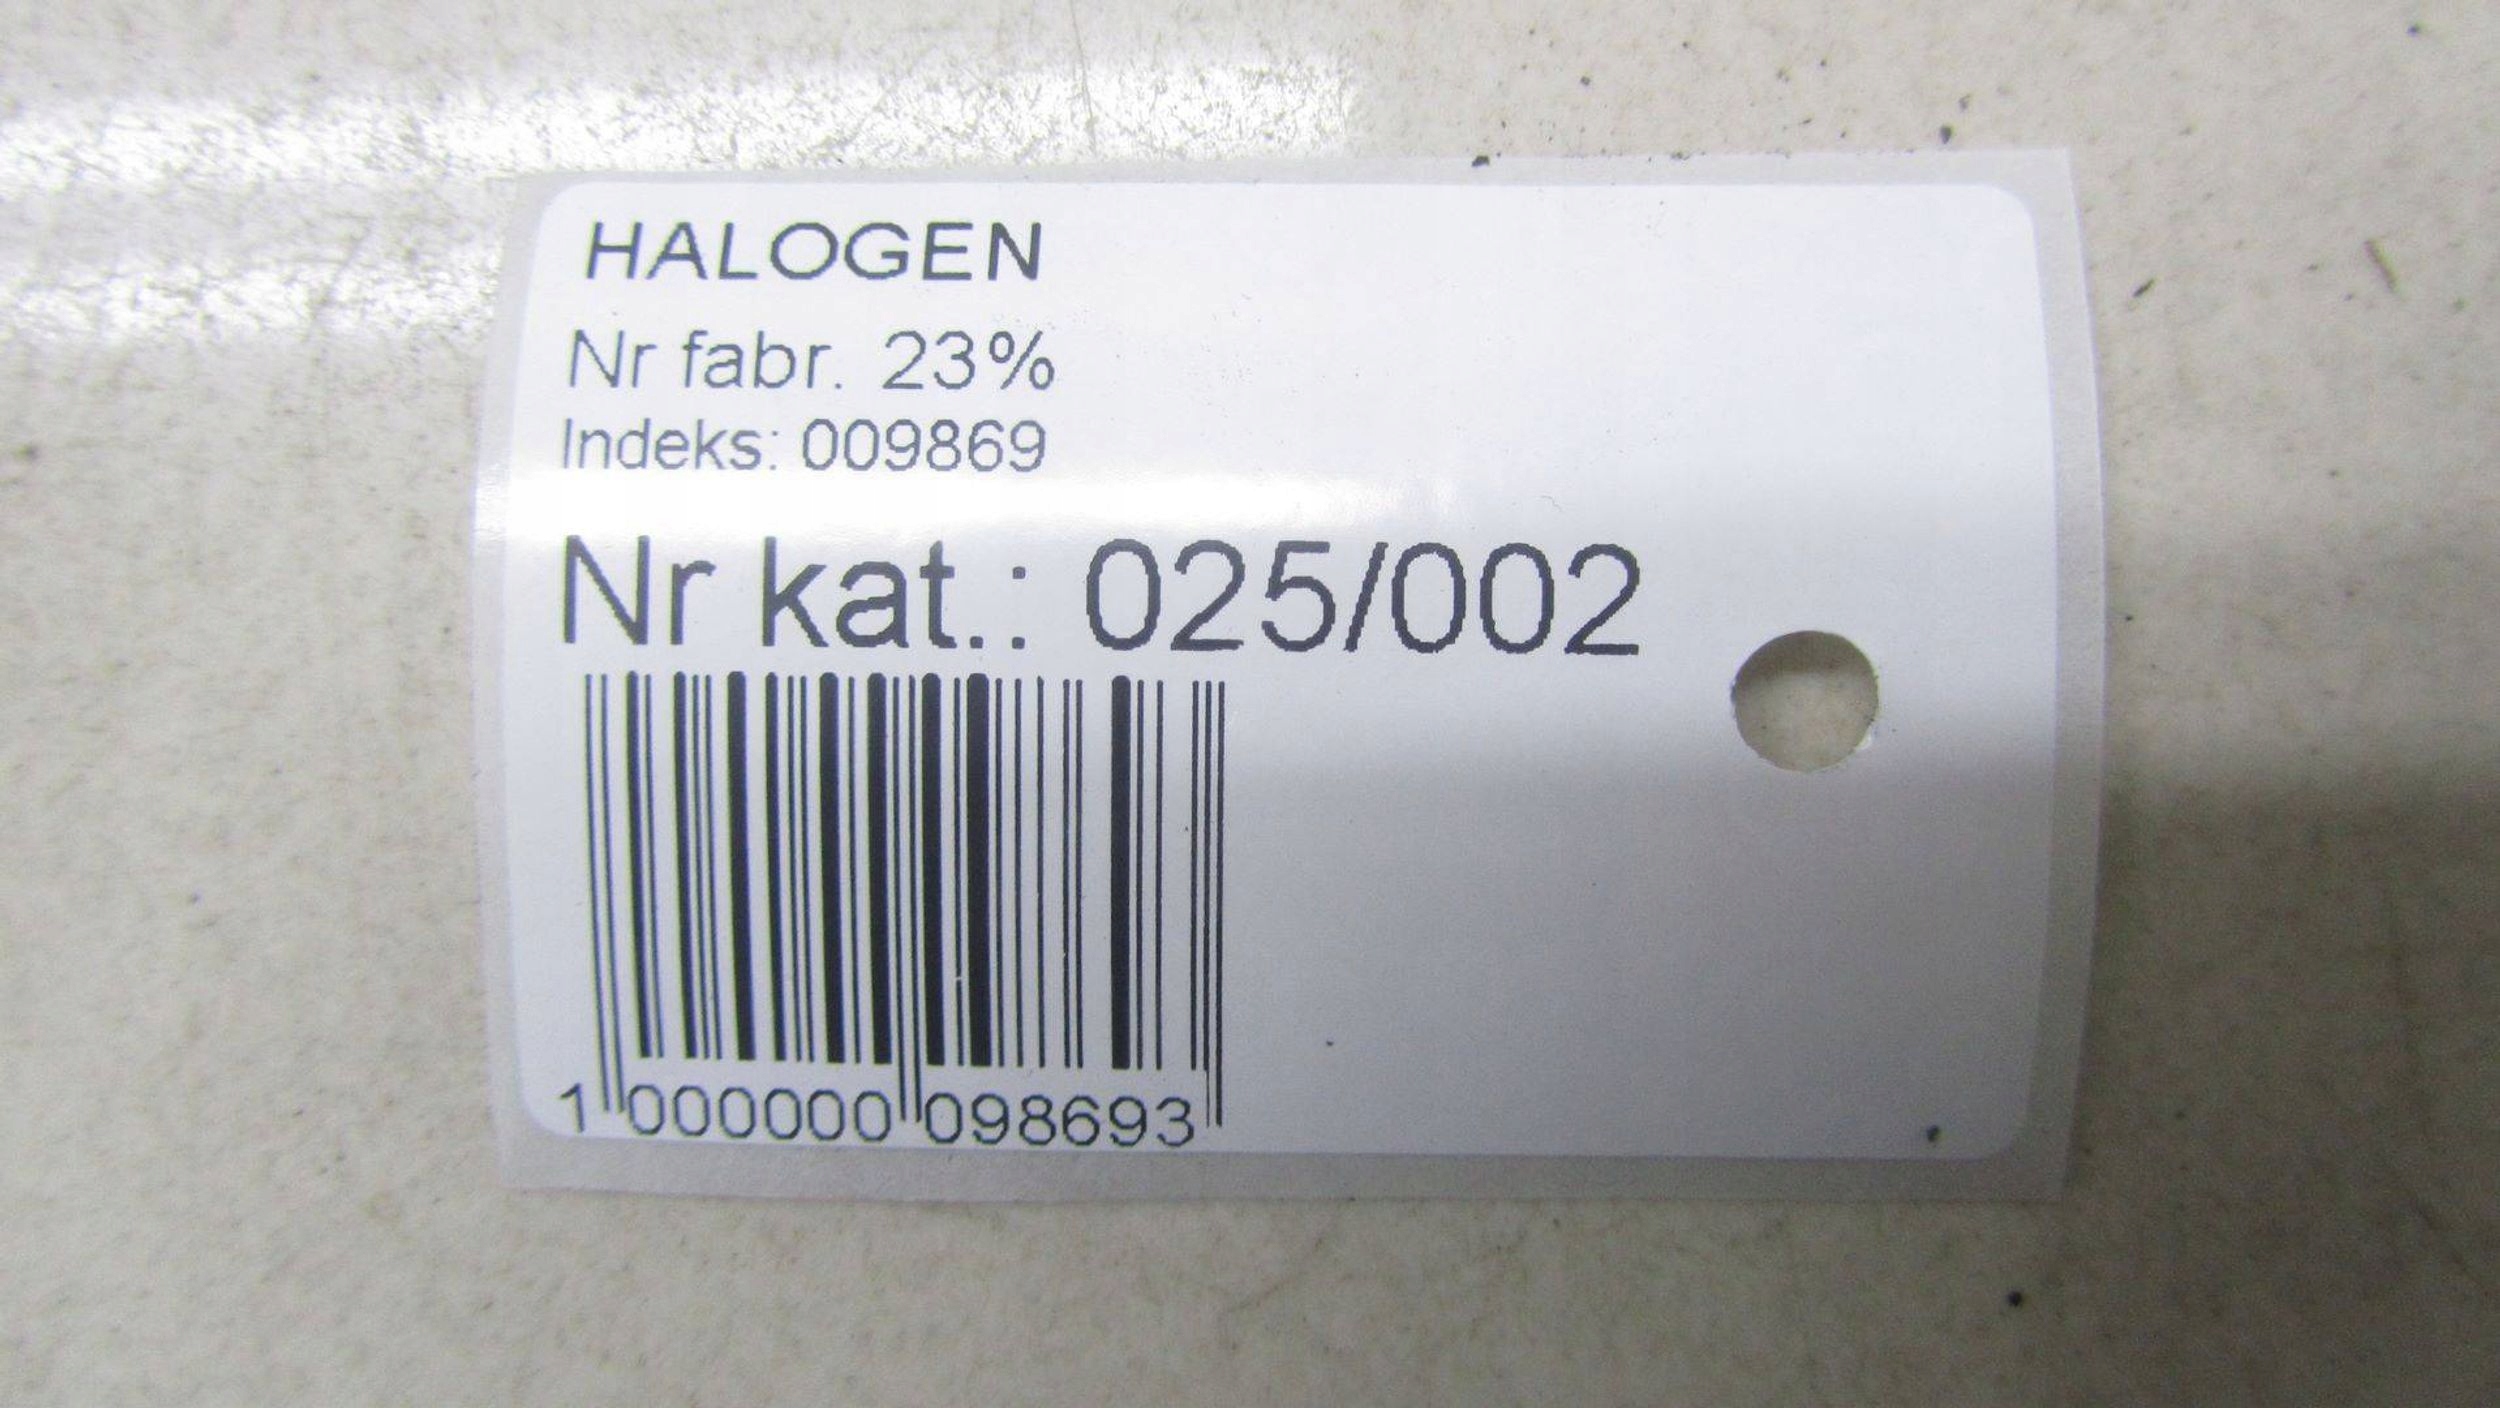 HALOGEN
Nr fabr. 23%
Indeks: 009869
Nr kat.: 025/002
1 000000 098693